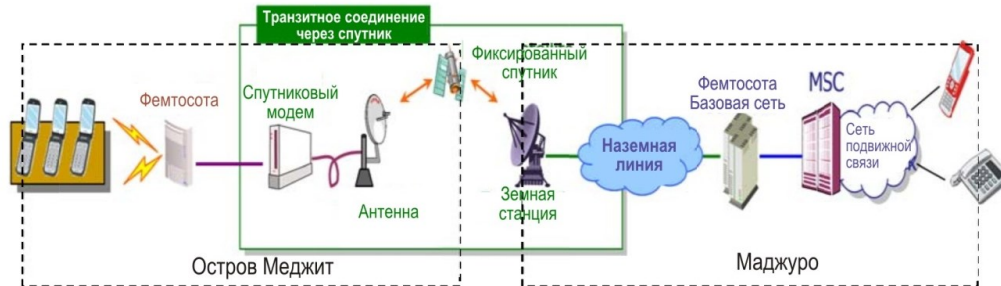 Транзитное соединение
через спутник
Фемтосота
Спутниковый
модем
Антенна
Фиксированный
спутник
Земная
станция
Наземная
линия
Фемтосота
Базовая сеть
MSC
Сеть
подвижной
связи
Остров Меджит
Маджуро